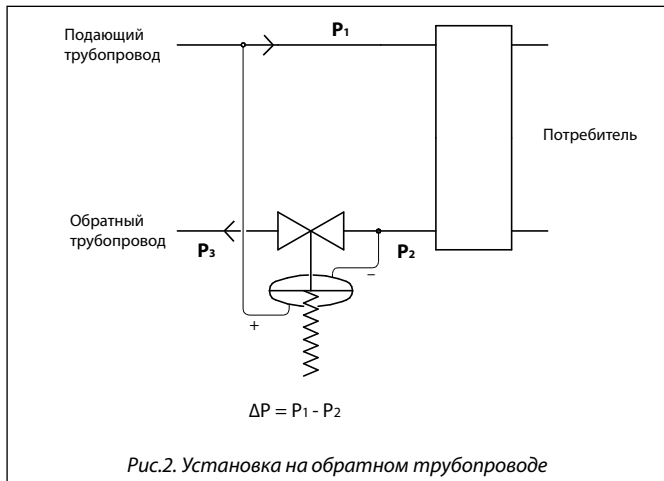 Подающий
трубопровод
P1
Потребитель
Обратный
трубопровод
P3
P2
–
+
ΔP = P1 - P2
Рис.2. Установка на обратном трубопроводе